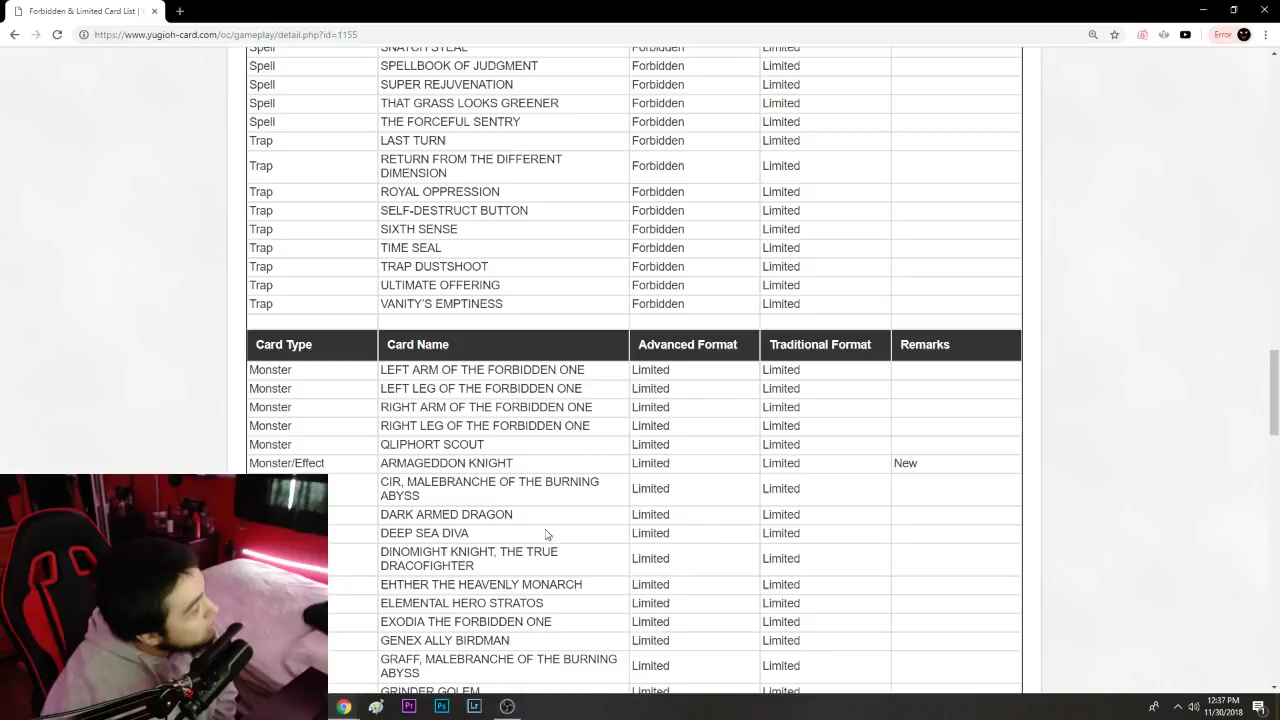 Forbidden & Limited Card List | Y
https://www.yugioh-card.com/oc/gameplay/detail.php?id=1155
Error
Spell SNATCH STEAL Forbidden Limited
Spell SPELLBOOK OF JUDGMENT Forbidden Limited
Spell SUPER REJUVENATION Forbidden Limited
Spell THAT GRASS LOOKS GREENER Forbidden Limited
Spell THE FORCEFUL SENTRY Forbidden Limited
Trap LAST TURN Forbidden Limited
Trap RETURN FROM THE DIFFERENT
DIMENSION Forbidden Limited
Trap ROYAL OPPRESSION Forbidden Limited
Trap SELF-DESTRUCT BUTTON Forbidden Limited
Trap SIXTH SENSE Forbidden Limited
Trap TIME SEAL Forbidden Limited
Trap TRAP DUSTSHOOT Forbidden Limited
Trap ULTIMATE OFFERING Forbidden Limited
Trap VANITY'S EMPTINESS Forbidden Limited
Card Type Card Name Advanced Format Traditional Format Remarks
Monster LEFT ARM OF THE FORBIDDEN ONE Limited Limited
Monster LEFT LEG OF THE FORBIDDEN ONE Limited Limited
Monster RIGHT ARM OF THE FORBIDDEN ONE Limited Limited
Monster RIGHT LEG OF THE FORBIDDEN ONE Limited Limited
Monster QLIPHORT SCOUT Limited Limited
Monster/Effect ARMAGEDDON KNIGHT Limited Limited New
CIR, MALEBRANCHE OF THE BURNING
ABYSS Limited Limited
DARK ARMED DRAGON Limited Limited
DEEP SEA DIVA Limited Limited
DINOMIGHT KNIGHT, THE TRUE
DRACOFIGHTER Limited Limited
EHTHER THE HEAVENLY MONARCH Limited Limited
ELEMENTAL HERO STRATOS Limited Limited
EXODIA THE FORBIDDEN ONE Limited Limited
GENEX ALLY BIRDMAN Limited Limited
GRAFF, MALEBRANCHE OF THE BURNING
ABYSS Limited Limited
GRINDER GOLEM Limited Limited
Pr Ps Lr
12:37 PM
11/30/2018